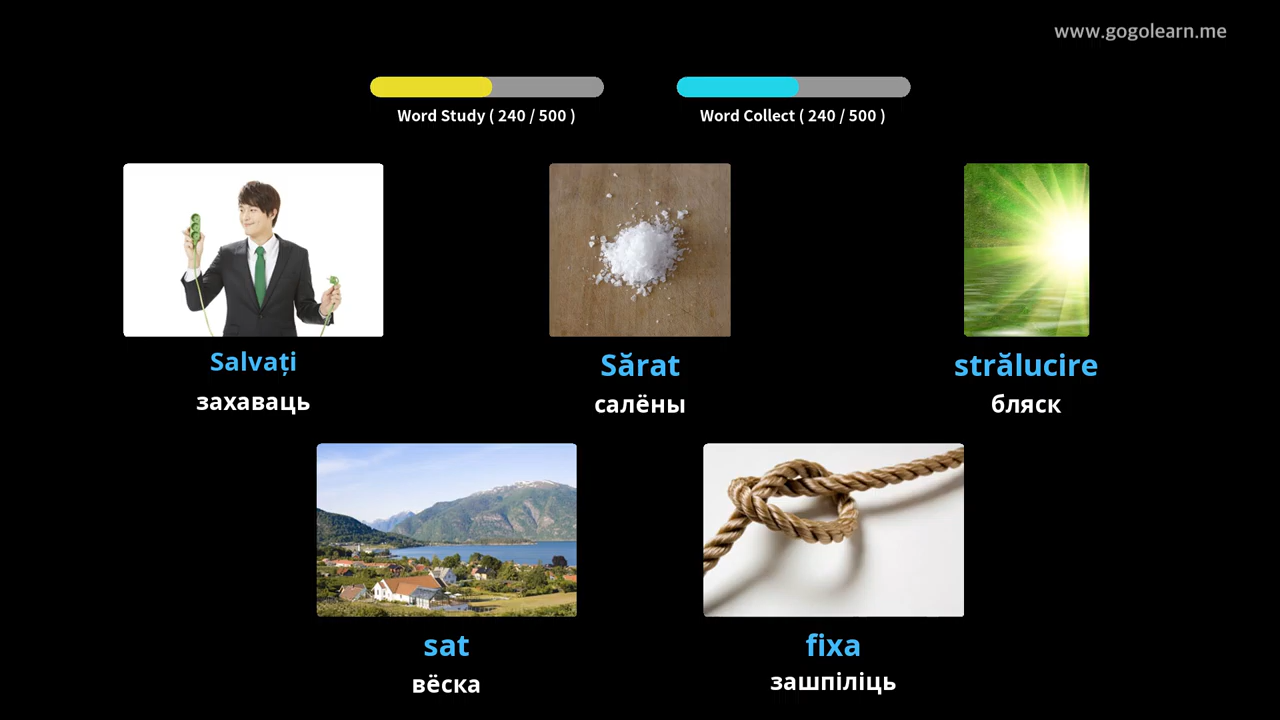 www.gogolearn.me
Word Study ( 240 / 500 )
Word Collect ( 240 / 500 )
Salvați
захаваць
Sărat
салёны
strălucire
бляск
sat
вёска
fixa
зашпіліць